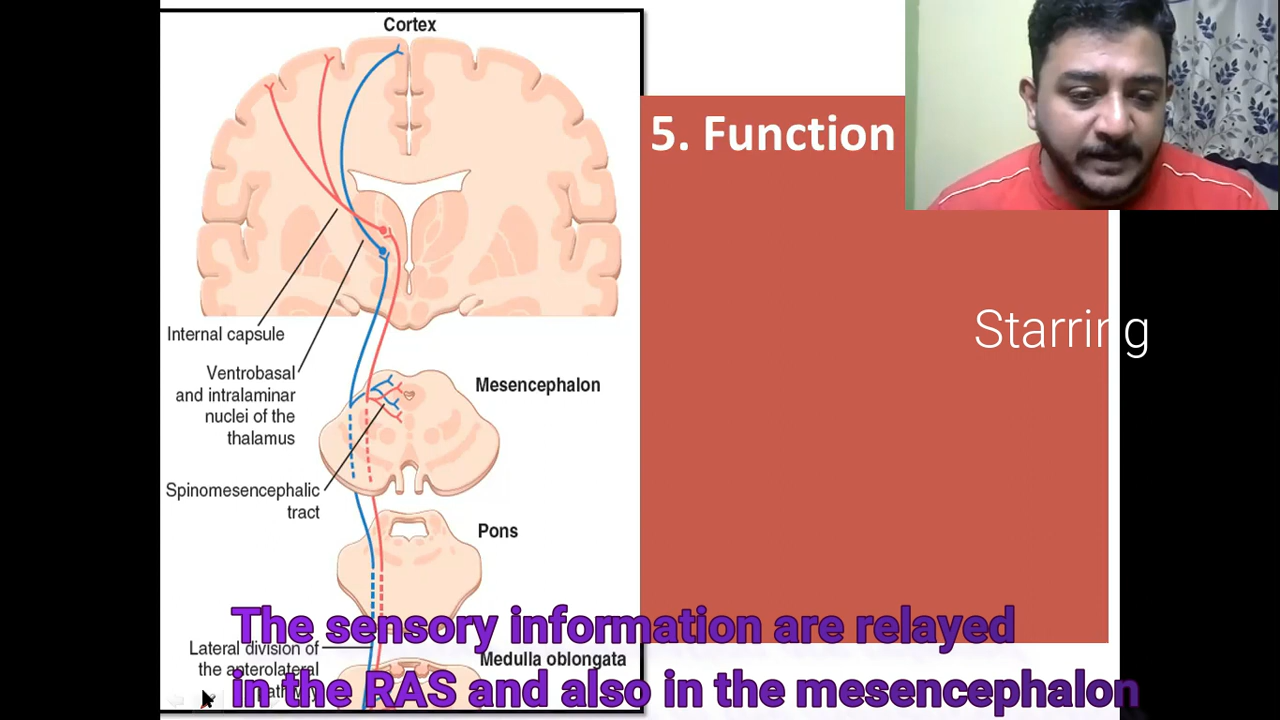 Cortex
5. Function
Starring
Internal capsule
Ventrobasal
and intralaminar
nuclei of the
thalamus
Mesencephalon
Spinomesencephalic
tract
Pons
The sensory information are relayed
Lateral division of
the anterolateral
Medulla oblongata
in the RAS and also in the mesencephalon